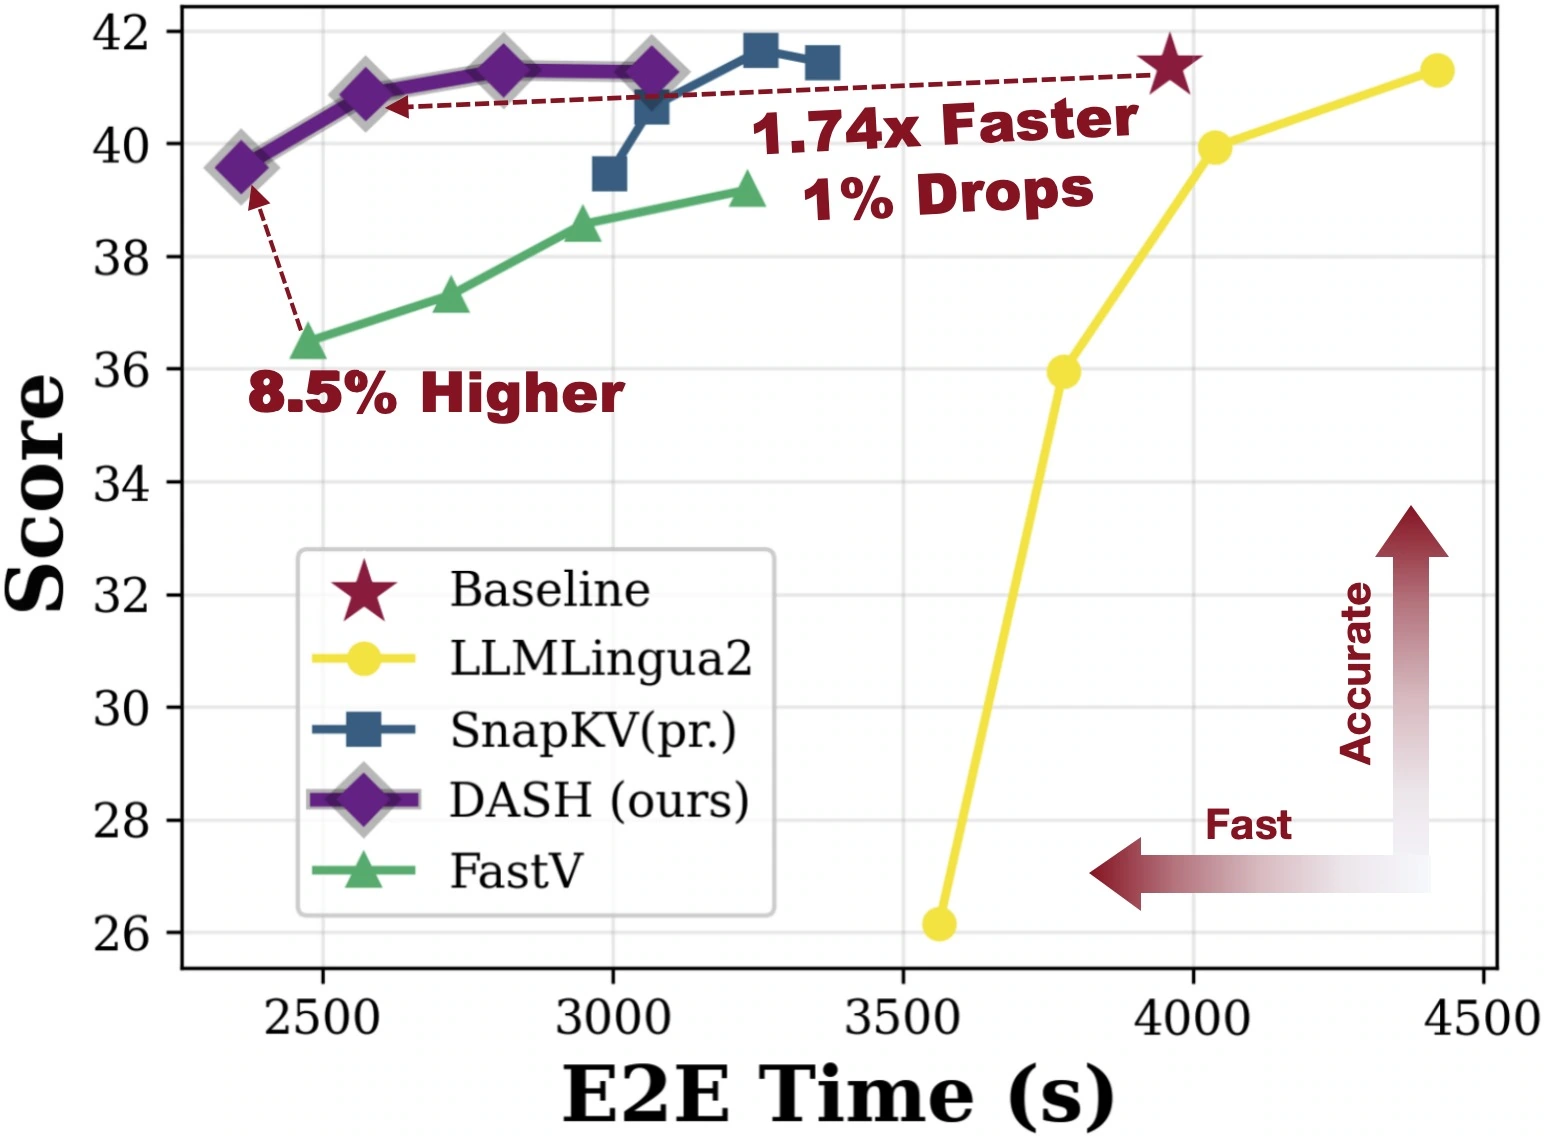 42
40
38
36
34
32
30
28
26
Score
1.74x Faster
1% Drops
8.5% Higher
Baseline
LLMLingua2
SnapKV(pr.)
DASH (ours)
FastV
Accurate
Fast
2500 3000 3500 4000 4500
E2E Time (s)